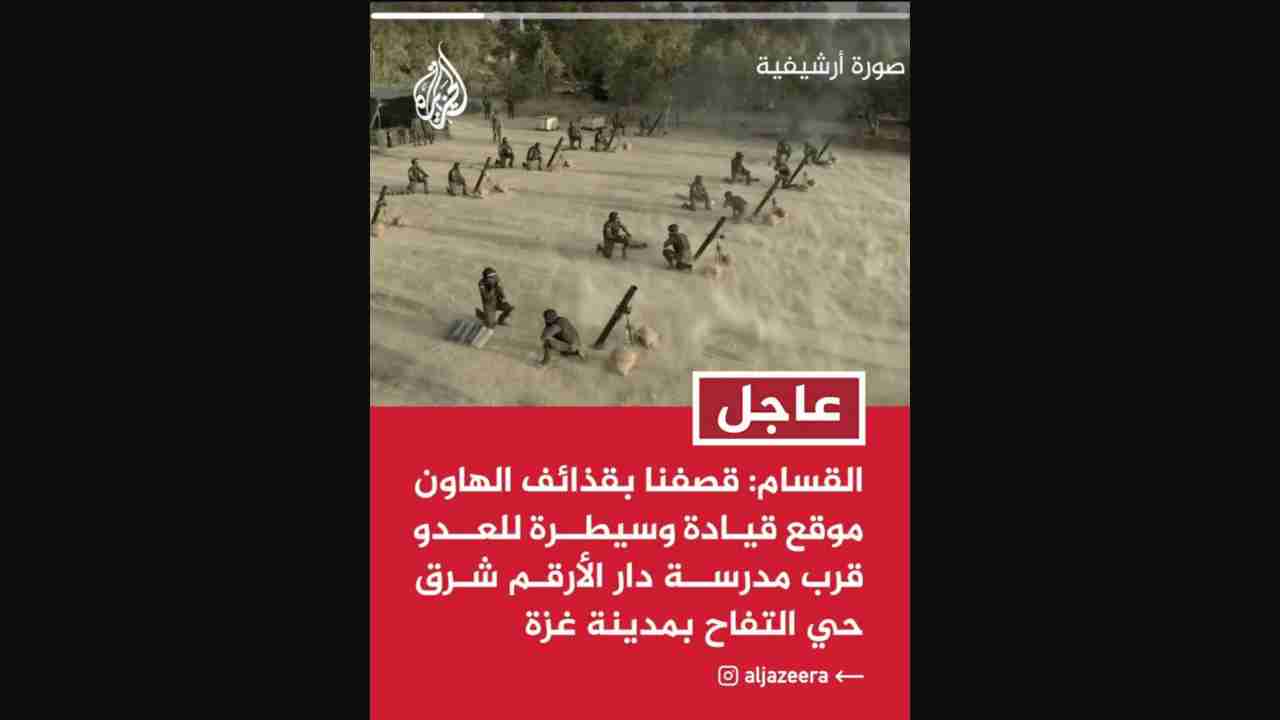 صورة أرشيفية
الجزيرة
عاجل
القسام: قصفنا بقذائف الهاون
موقع قيادة وسيطرة للعدو
قرب مدرسة دار الأرقم شرق
حي التفاح بمدينة غزة
aljazeera